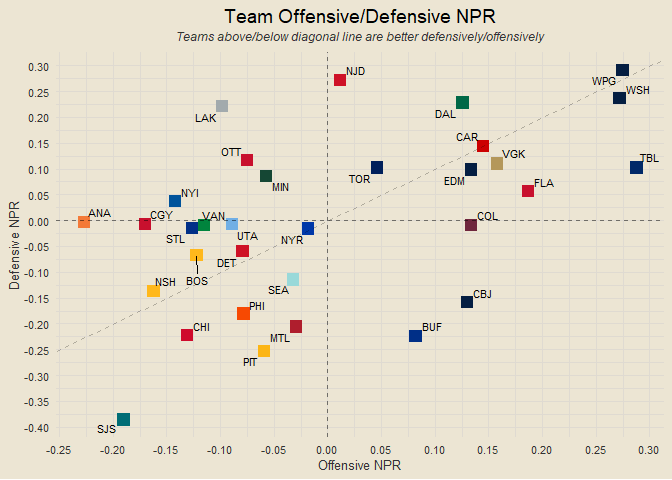 Team Offensive/Defensive NPR
Teams above/below diagonal line are better defensively/offensively
0.30
0.25
0.20
0.15
0.10
0.05
0.00
-0.05
-0.10
-0.15
-0.20
-0.25
-0.30
-0.35
-0.40
Defensive NPR
NJD
WPG
WSH
LAK
DAL
CAR
OTT
VGK
TBL
MIN
TOR
EDM
FLA
NYI
ANA
CGY
VAN
COL
STL
UTA
NYR
DET
BOS
NSH
SEA
CBJ
PHI
CHI
MTL
BUF
PIT
SJS
-0.25
-0.20
-0.15
-0.10
-0.05
0.00
0.05
0.10
0.15
0.20
0.25
0.30
Offensive NPR